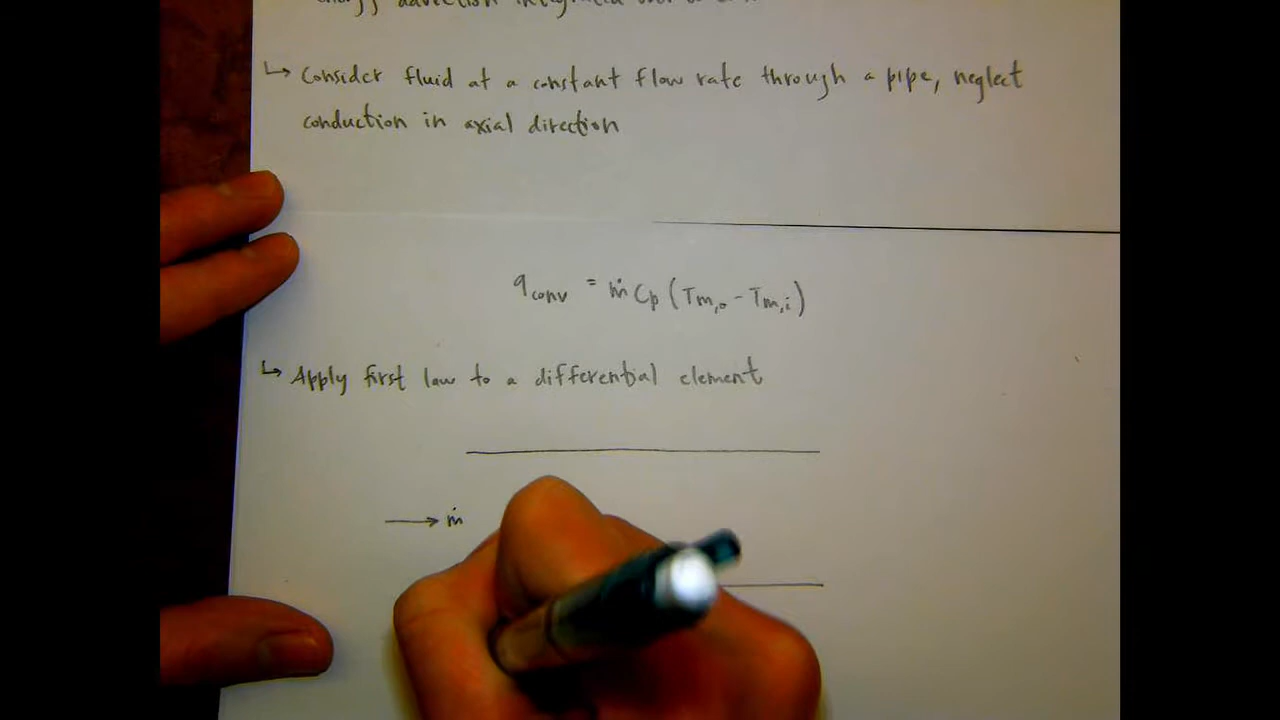 ↳ Consider fluid at a constant flow rate through a pipe, neglect
conduction in axial direction
q conv = ṁ Cp (Tm,o - Tm,i)
↳ Apply first law to a differential element
→ ṁ